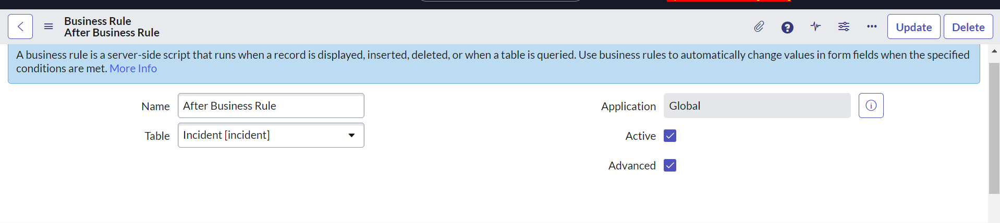 Business Rule
After Business Rule
Update
Delete
A business rule is a server-side script that runs when a record is displayed, inserted, deleted, or when a table is queried. Use business rules to automatically change values in form fields when the specified
conditions are met. More Info
Name
After Business Rule
Application
Global
Table
Incident [incident]
Active
Advanced